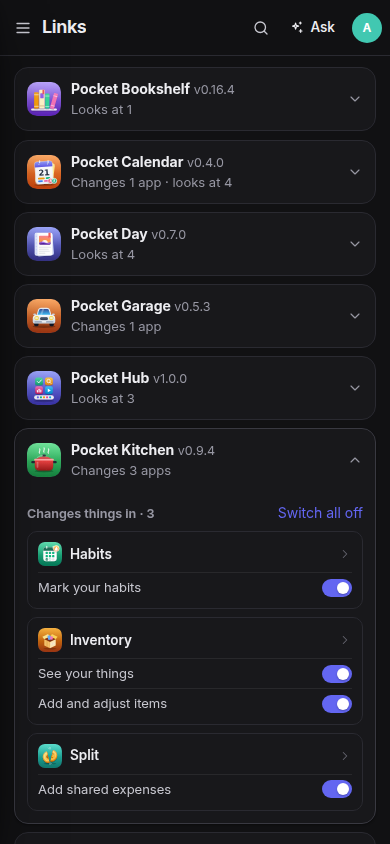 Links
Ask
A
Pocket Bookshelf v0.16.4
Looks at 1
21
Pocket Calendar v0.4.0
Changes 1 app · looks at 4
Pocket Day v0.7.0
Looks at 4
Pocket Garage v0.5.3
Changes 1 app
Pocket Hub v1.0.0
Looks at 3
Pocket Kitchen v0.9.4
Changes 3 apps
Changes things in · 3
Switch all off
Habits
Mark your habits
Inventory
See your things
Add and adjust items
Split
Add shared expenses